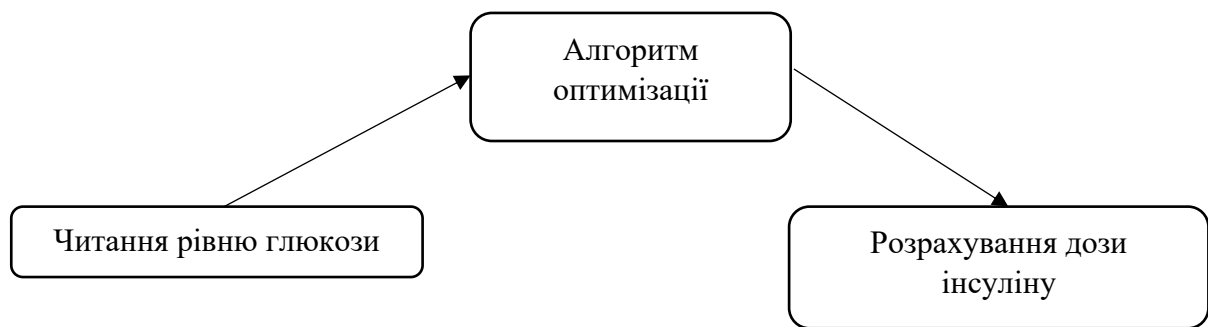 Алгоритм
оптимізації
Читання рівню глюкози
Розрахування дози
інсуліну